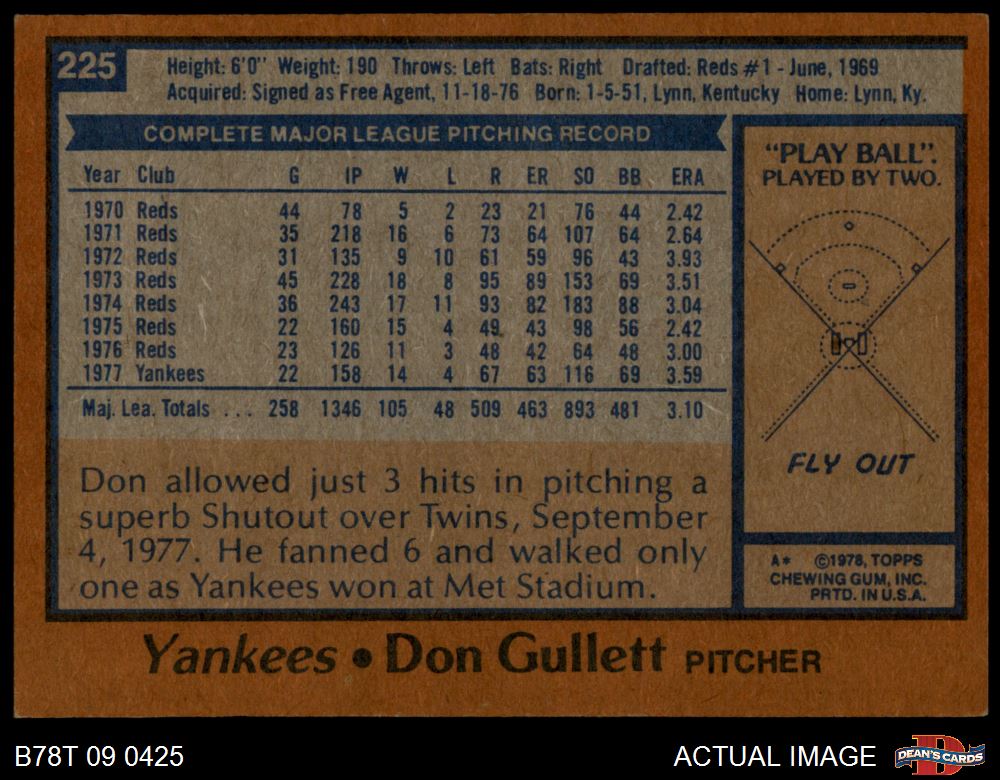 225
Height: 6'0" Weight: 190 Throws: Left Bats: Right Drafted: Reds #1 - June, 1969
Acquired: Signed as Free Agent, 11-18-76 Born: 1-5-51, Lynn, Kentucky Home: Lynn, Ky.
COMPLETE MAJOR LEAGUE PITCHING RECORD
Year Club G IP W L R ER SO BB ERA
1970 Reds 44 78 5 2 23 21 76 44 2.42
1971 Reds 35 218 16 6 73 64 107 64 2.64
1972 Reds 31 135 9 10 61 59 96 43 3.93
1973 Reds 45 228 18 8 95 89 153 69 3.51
1974 Reds 36 243 17 11 93 82 183 88 3.04
1975 Reds 22 160 15 4 49 43 98 56 2.42
1976 Reds 23 126 11 3 48 42 64 48 3.00
1977 Yankees 22 158 14 4 67 63 116 69 3.59
Maj. Lea. Totals ... 258 1346 105 48 509 463 893 481 3.10
Don allowed just 3 hits in pitching a
superb Shutout over Twins, September
4, 1977. He fanned 6 and walked only
one as Yankees won at Met Stadium.
"PLAY BALL".
PLAYED BY TWO.
FLY OUT
A* ©1978, TOPPS
CHEWING GUM, INC.
PRTD. IN U.S.A.
Yankees • Don Gullett PITCHER
B78T 09 0425
ACTUAL IMAGE
D
DEAN'S CARDS